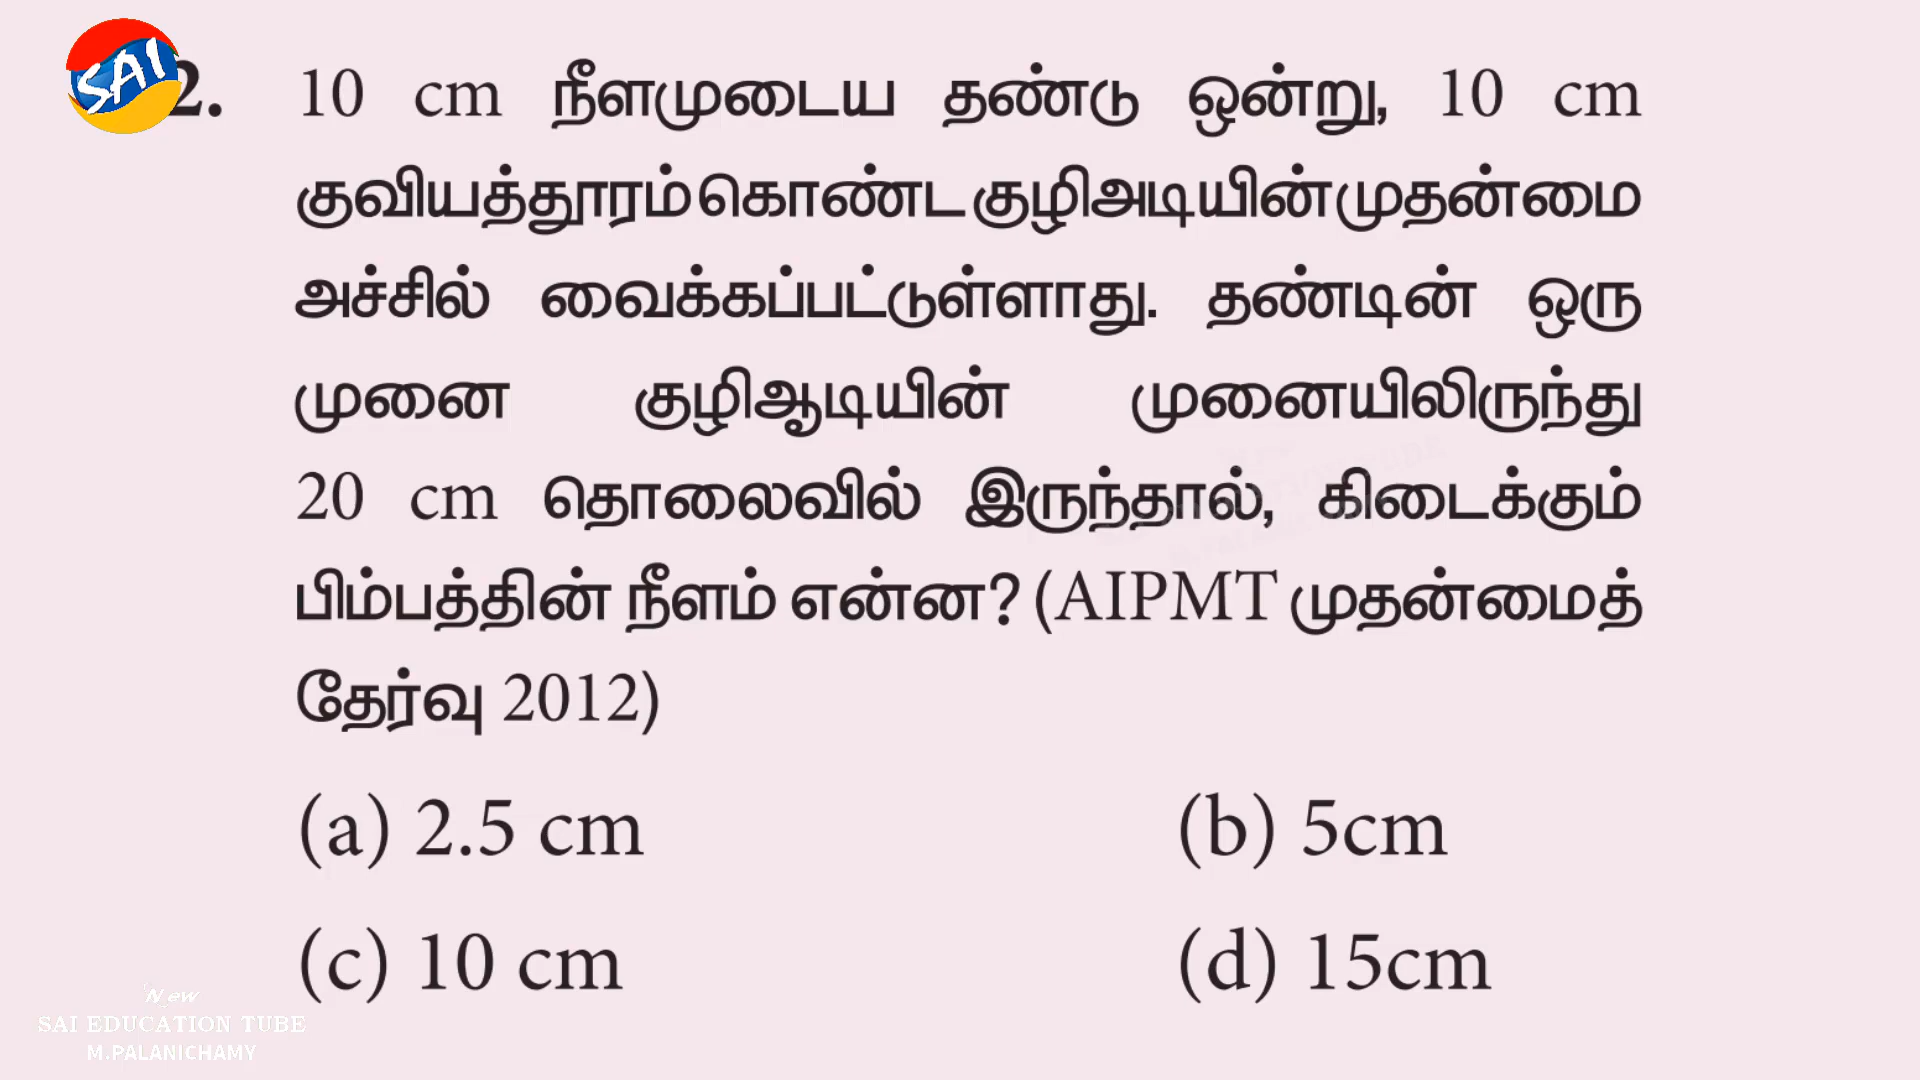 SAI
2. 10 cm நீளமுடைய தண்டு ஒன்று, 10 cm
குவியத்தூரம் கொண்ட குழிஅடியின் முதன்மை
அச்சில் வைக்கப்பட்டுள்ளாது. தண்டின் ஒரு
முனை குழிஆடியின் முனையிலிருந்து
20 cm தொலைவில் இருந்தால், கிடைக்கும்
பிம்பத்தின் நீளம் என்ன? (AIPMT முதன்மைத்
தேர்வு 2012)
(a) 2.5 cm (b) 5cm
(c) 10 cm (d) 15cm
New
SAI EDUCATION TUBE
M.PALANICHAMY